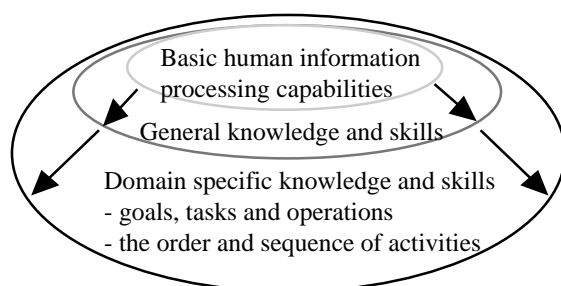 Basic human information
processing capabilities
General knowledge and skills
Domain specific knowledge and skills
- goals, tasks and operations
- the order and sequence of activities